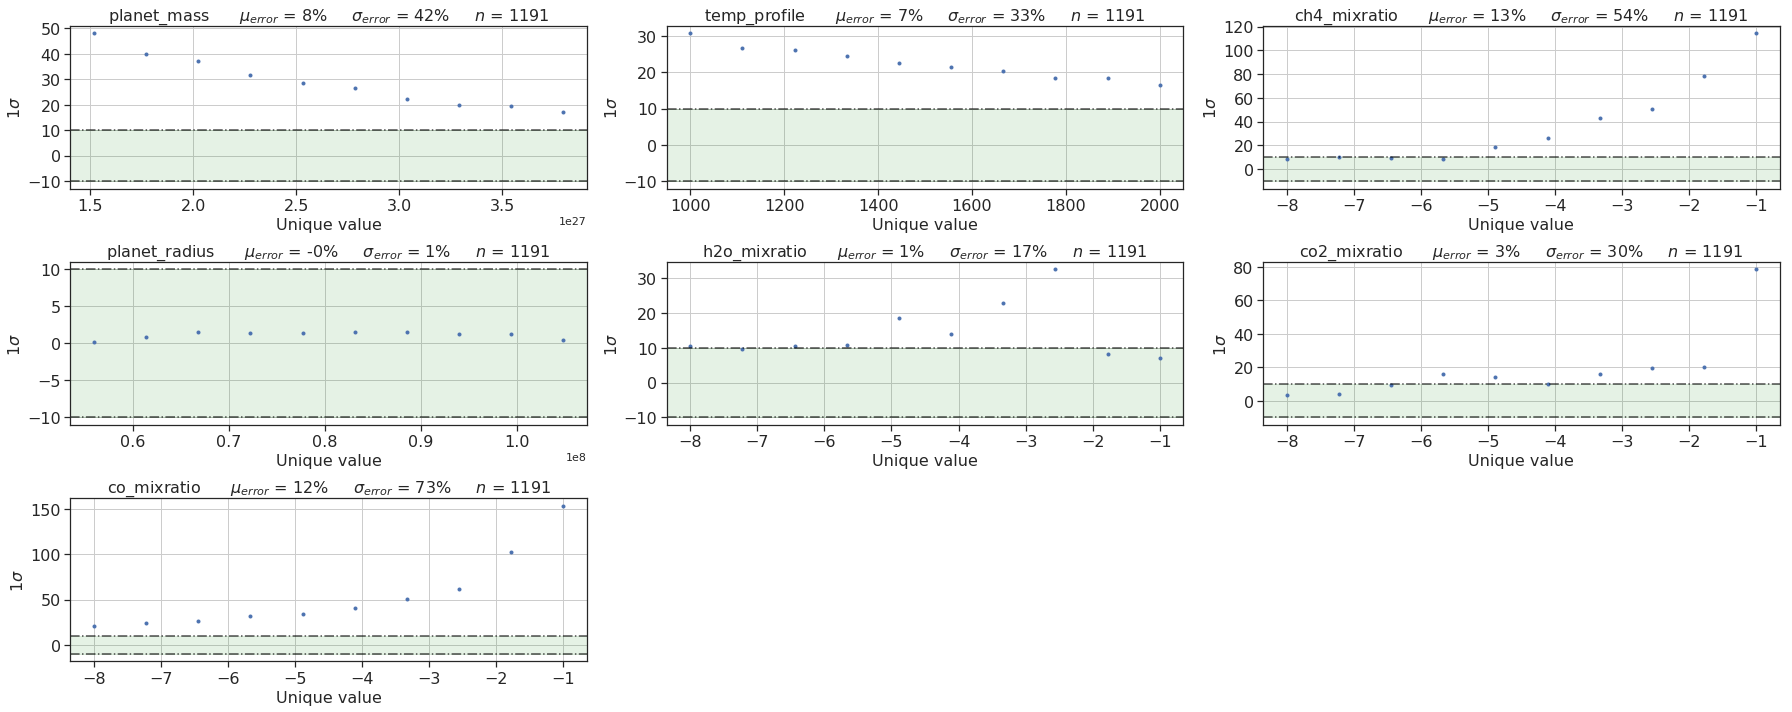 planet_mass μerror = 8% σerror = 42% n = 1191
50
40
30
20
10
0
−10
1σ
1.5 2.0 2.5 3.0 3.5
Unique value
1e27
temp_profile μerror = 7% σerror = 33% n = 1191
30
20
10
0
−10
1σ
1000 1200 1400 1600 1800 2000
Unique value
ch4_mixratio μerror = 13% σerror = 54% n = 1191
120
100
80
60
40
20
0
1σ
−8 −7 −6 −5 −4 −3 −2 −1
Unique value
planet_radius μerror = -0% σerror = 1% n = 1191
10
5
0
−5
−10
1σ
0.6 0.7 0.8 0.9 1.0
Unique value
1e8
h2o_mixratio μerror = 1% σerror = 17% n = 1191
30
20
10
0
−10
1σ
−8 −7 −6 −5 −4 −3 −2 −1
Unique value
co2_mixratio μerror = 3% σerror = 30% n = 1191
80
60
40
20
0
1σ
−8 −7 −6 −5 −4 −3 −2 −1
Unique value
co_mixratio μerror = 12% σerror = 73% n = 1191
150
100
50
0
1σ
−8 −7 −6 −5 −4 −3 −2 −1
Unique value